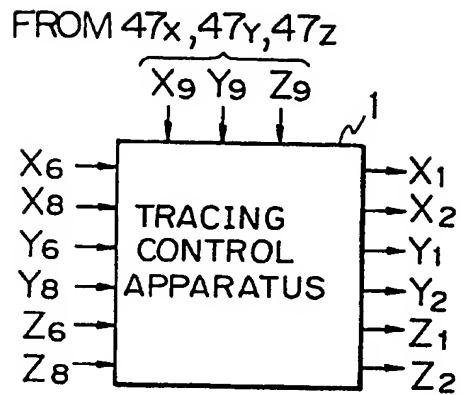 FROM 47X, 47Y, 47Z
X9 Y9 Z9
1
X6
X8
Y6
Y8
Z6
Z8
TRACING
CONTROL
APPARATUS
X1
X2
Y1
Y2
Z1
Z2